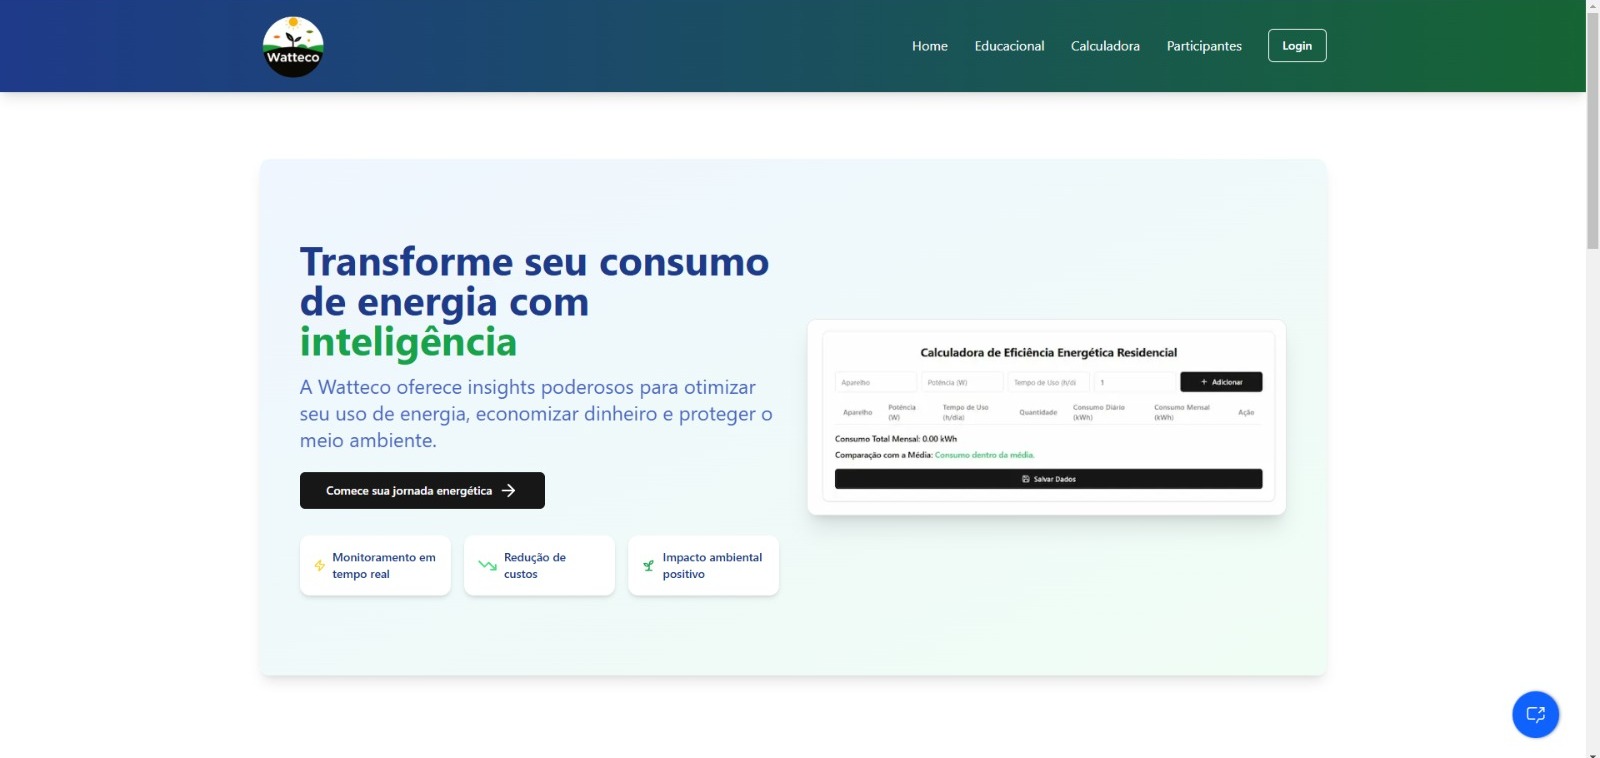 Watteco
Home
Educacional
Calculadora
Participantes
Login
Transforme seu consumo
de energia com
inteligência
A Watteco oferece insights poderosos para otimizar
seu uso de energia, economizar dinheiro e proteger o
meio ambiente.
Comece sua jornada energética
Monitoramento em
tempo real
Redução de
custos
Impacto ambiental
positivo
Calculadora de Eficiência Energética Residencial
Aparelho
Potência (W)
Tempo de Uso (h/di
1
+ Adicionar
Aparelho
Potência
(W)
Tempo de Uso
(h/dia)
Quantidade
Consumo Diário
(kWh)
Consumo Mensal
(kWh)
Ação
Consumo Total Mensal: 0.00 kWh
Comparação com a Média: Consumo dentro da média.
Salvar Dados